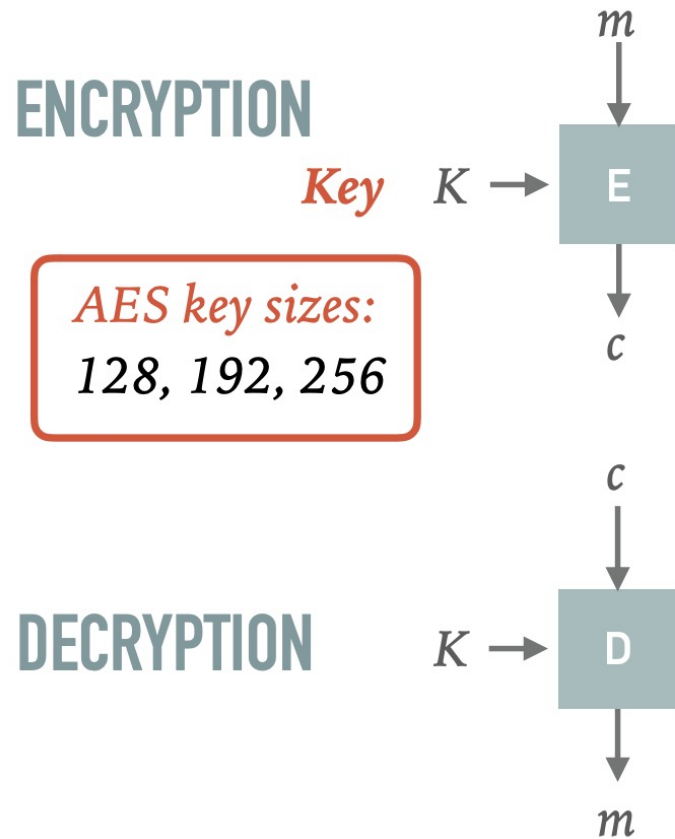 m
ENCRYPTION
Key K E
AES key sizes:
128, 192, 256
c
c
DECRYPTION K D
m